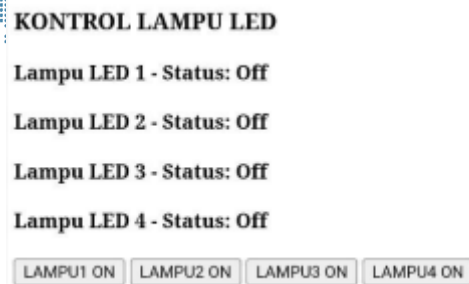 KONTROL LAMPU LED
Lampu LED 1 - Status: Off
Lampu LED 2 - Status: Off
Lampu LED 3 - Status: Off
Lampu LED 4 - Status: Off
LAMPU1 ON LAMPU2 ON LAMPU3 ON LAMPU4 ON